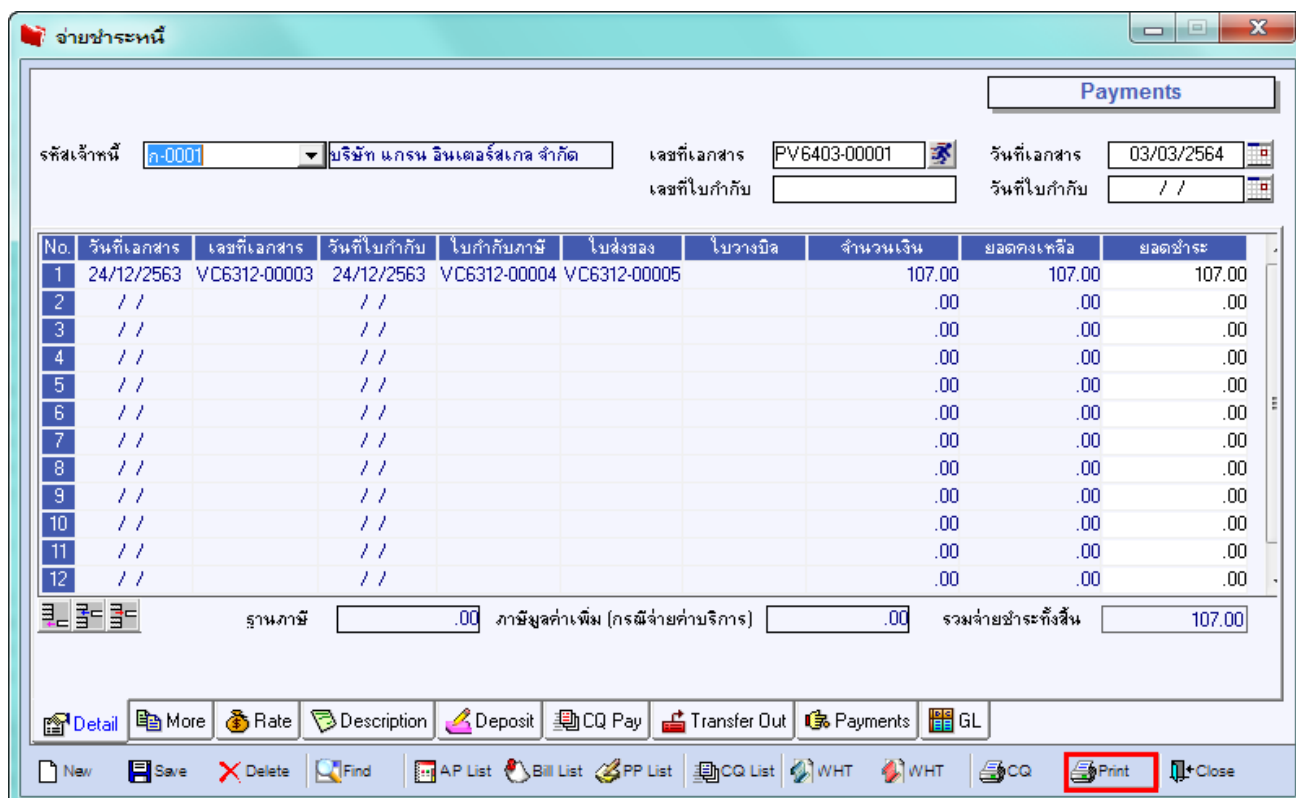 จ่ายชำระหนี้
Payments
รหัสเจ้าหนี้ ก-0001 บริษัท แกรน อินเตอร์สเกล จำกัด เลขที่เอกสาร PV6403-00001 วันที่เอกสาร 03/03/2564
เลขที่ใบกำกับ วันที่ใบกำกับ / /
No. วันที่เอกสาร เลขที่เอกสาร วันที่ใบกำกับ ใบกำกับภาษี ใบส่งของ ใบวางบิล จำนวนเงิน ยอดคงเหลือ ยอดชำระ
1 24/12/2563 VC6312-00003 24/12/2563 VC6312-00004 VC6312-00005 107.00 107.00 107.00
2 / / / / .00 .00 .00
3 / / / / .00 .00 .00
4 / / / / .00 .00 .00
5 / / / / .00 .00 .00
6 / / / / .00 .00 .00
7 / / / / .00 .00 .00
8 / / / / .00 .00 .00
9 / / / / .00 .00 .00
10 / / / / .00 .00 .00
11 / / / / .00 .00 .00
12 / / / / .00 .00 .00
ฐานภาษี .00 ภาษีมูลค่าเพิ่ม (กรณีจ่ายค่าบริการ) .00 รวมจ่ายชำระทั้งสิ้น 107.00
Detail More Rate Description Deposit CQ Pay Transfer Out Payments GL
New Save Delete Find AP List Bill List PP List CQ List WHT WHT CQ Print Close